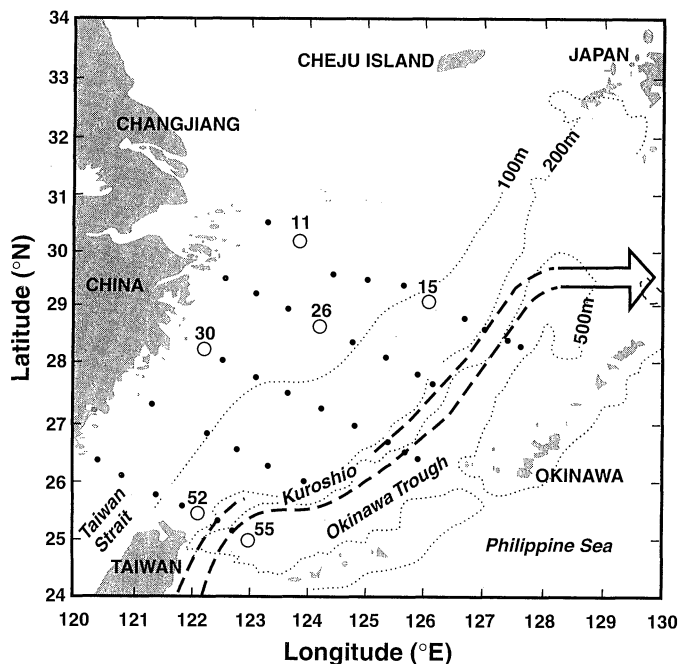 34
33
32
31
30
29
28
27
26
25
24
Latitude (°N)
CHEJU ISLAND
JAPAN
CHANGJIANG
100m
200m
11
CHINA
15
26
30
500m
Kuroshio
OKINAWA
Okinawa Trough
52
Taiwan
Strait
55
Philippine Sea
TAIWAN
120 121 122 123 124 125 126 127 128 129 130
Longitude (°E)